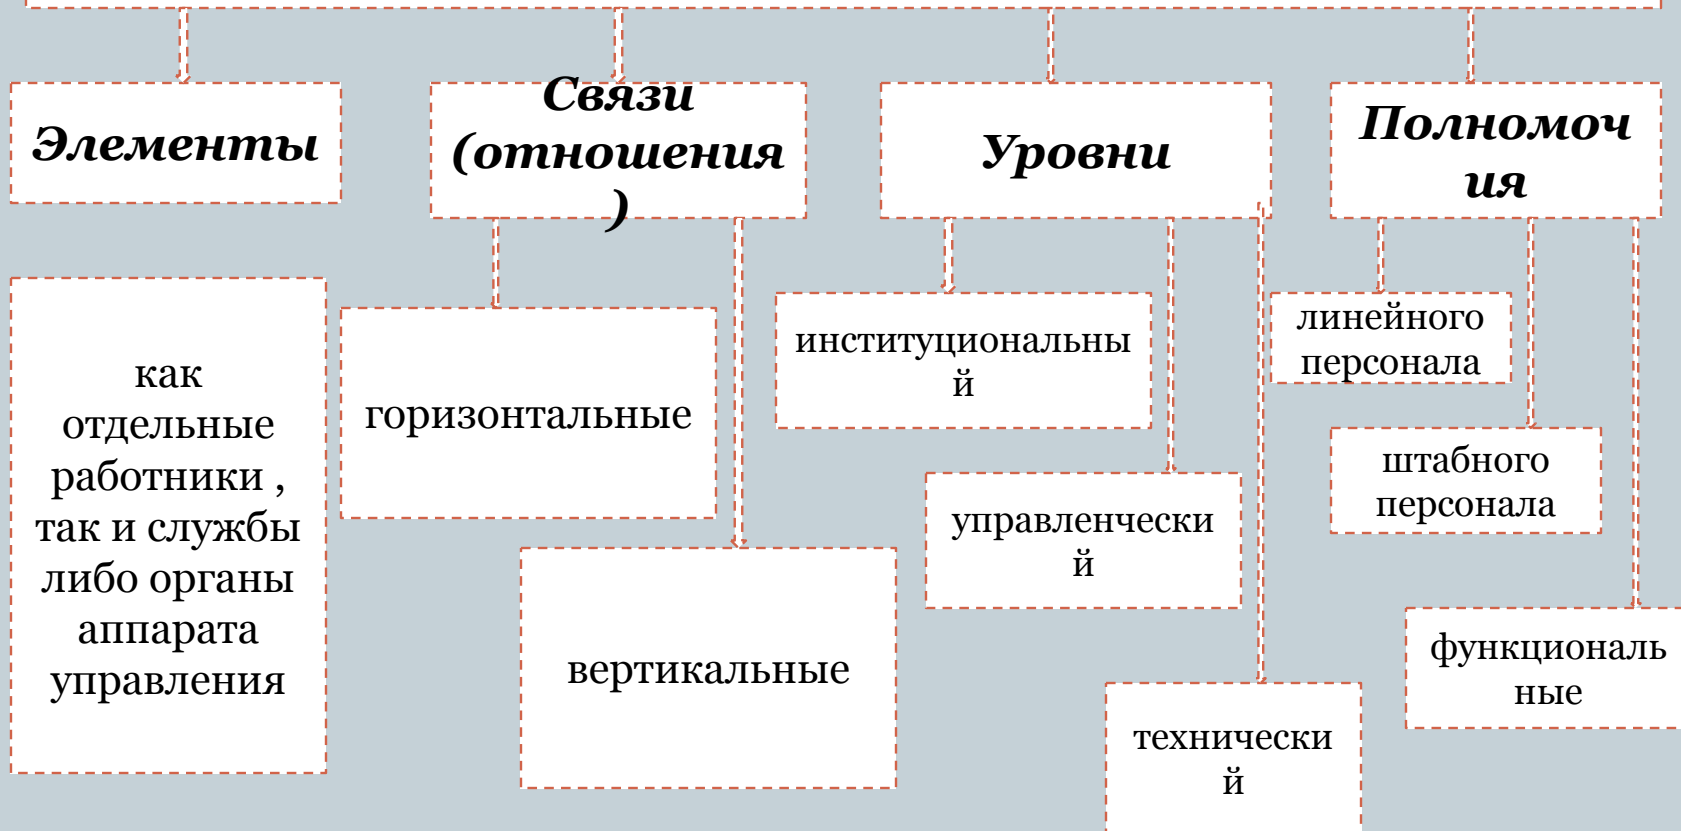 Элементы
Связи
(отношения
)
Уровни
Полномоч
ия
как
отдельные
работники ,
так и службы
либо органы
аппарата
управления
горизонтальные
вертикальные
институциональны
й
управленчески
й
технически
й
линейного
персонала
штабного
персонала
функциональ
ные